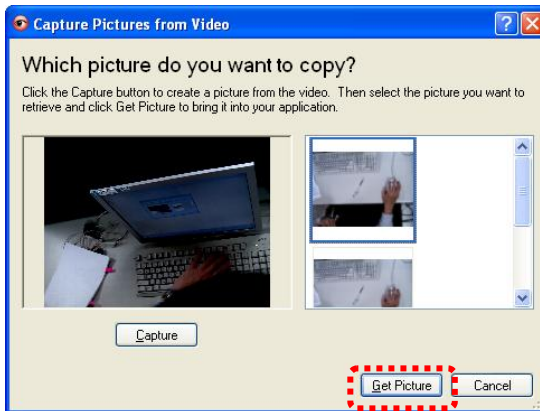 Capture Pictures from Video
Which picture do you want to copy?
Click the Capture button to create a picture from the video. Then select the picture you want to
retrieve and click Get Picture to bring it into your application.
Capture
Get Picture
Cancel